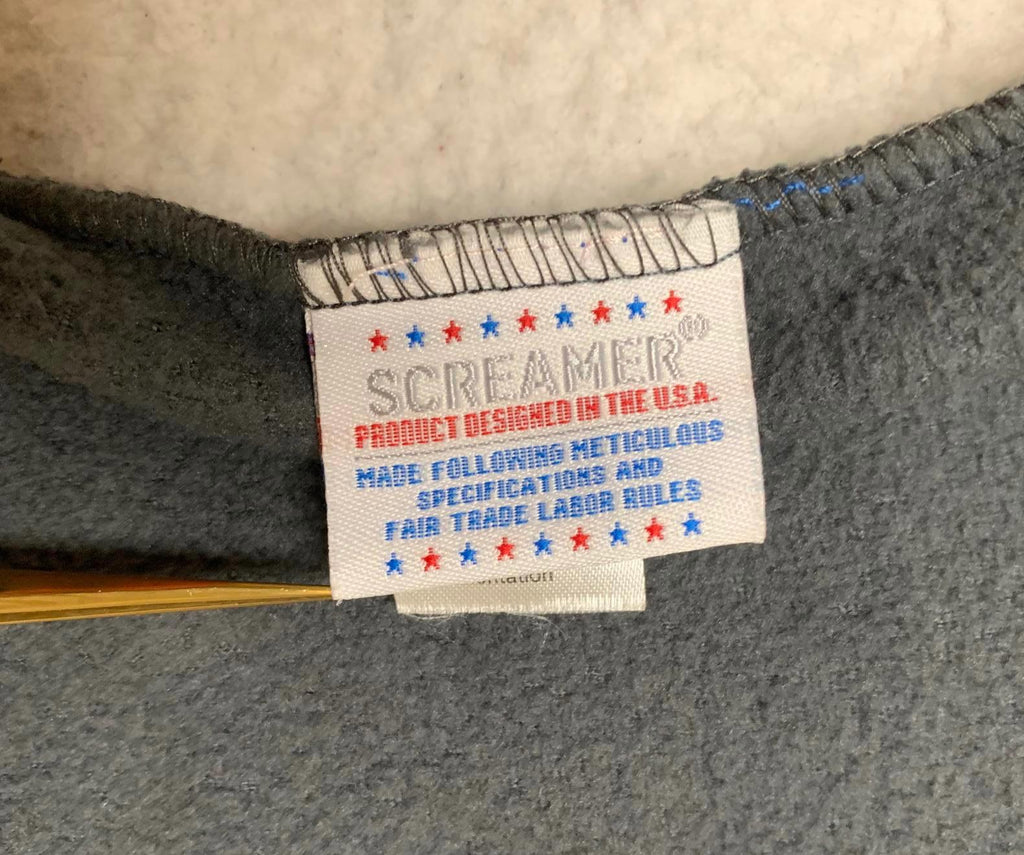 SCREAMER®
PRODUCT DESIGNED IN THE U.S.A.
MADE FOLLOWING METICULOUS
SPECIFICATIONS AND
FAIR TRADE LABOR RULES